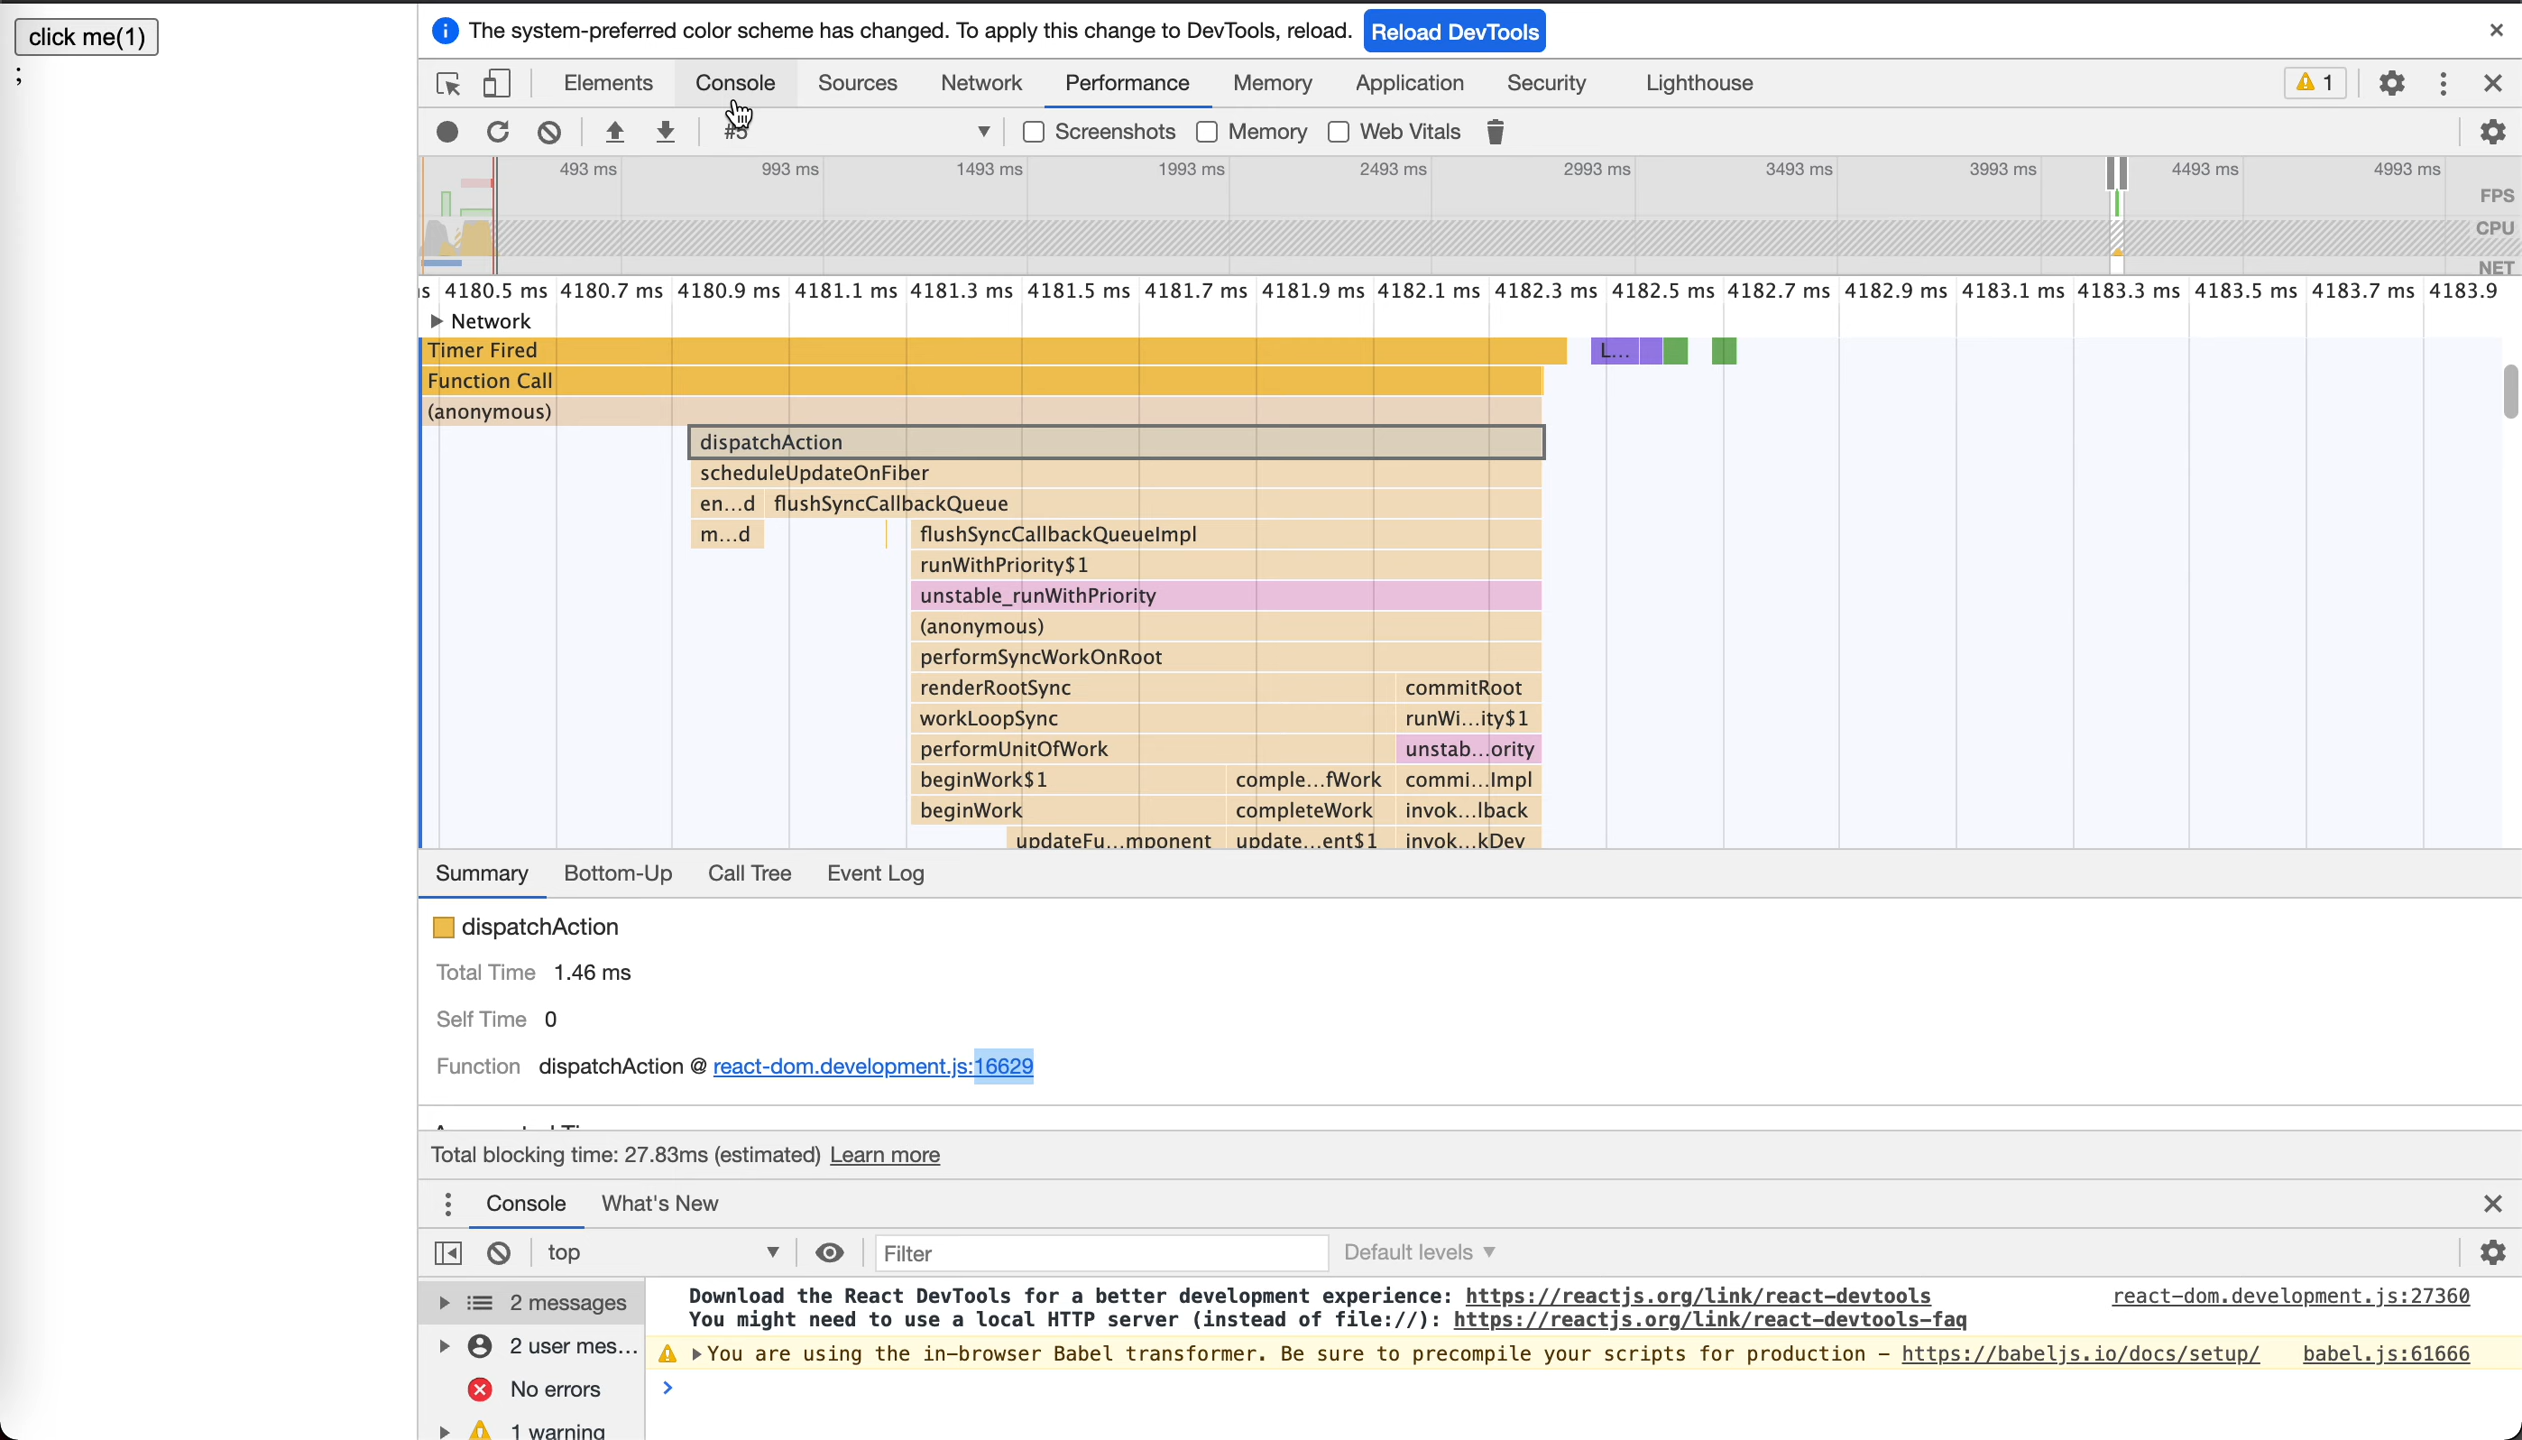 click me(1)
;
The system-preferred color scheme has changed. To apply this change to DevTools, reload. Reload DevTools
Elements Console Sources Network Performance Memory Application Security Lighthouse 1
#5 Screenshots Memory Web Vitals
493 ms 993 ms 1493 ms 1993 ms 2493 ms 2993 ms 3493 ms 3993 ms 4493 ms 4993 ms
FPS
CPU
NET
4180.5 ms 4180.7 ms 4180.9 ms 4181.1 ms 4181.3 ms 4181.5 ms 4181.7 ms 4181.9 ms 4182.1 ms 4182.3 ms 4182.5 ms 4182.7 ms 4182.9 ms 4183.1 ms 4183.3 ms 4183.5 ms 4183.7 ms 4183.9
Network
Timer Fired L...
Function Call
(anonymous)
dispatchAction
scheduleUpdateOnFiber
en...d flushSyncCallbackQueue
m...d flushSyncCallbackQueueImpl
runWithPriority$1
unstable_runWithPriority
(anonymous)
performSyncWorkOnRoot
renderRootSync commitRoot
workLoopSync runWi...ity$1
performUnitOfWork unstab...ority
beginWork$1 comple...fWork commi...Impl
beginWork completeWork invok...lback
updateFu...mponent update...ent$1 invok...kDev
Summary Bottom-Up Call Tree Event Log
dispatchAction
Total Time 1.46 ms
Self Time 0
Function dispatchAction @ react-dom.development.js:16629
Total blocking time: 27.83ms (estimated) Learn more
Console What's New
top Filter Default levels
2 messages
2 user mes...
No errors
1 warning
Download the React DevTools for a better development experience: https://reactjs.org/link/react-devtools react-dom.development.js:27360
You might need to use a local HTTP server (instead of file://): https://reactjs.org/link/react-devtools-faq
You are using the in-browser Babel transformer. Be sure to precompile your scripts for production – https://babeljs.io/docs/setup/ babel.js:61666